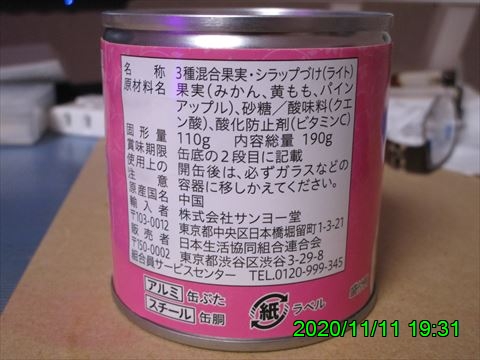 名称 3種混合果実・シラップづけ(ライト)
原材料名 果実(みかん、黄もも、パイン
アップル)、砂糖／酸味料(クエ
ン酸)、酸化防止剤(ビタミンC)
固形量 110g 内容総量 190g
賞味期限 缶底の2段目に記載
使用上の 開缶後は、必ずガラスなどの
注意 容器に移しかえてください。
原産国名 中国
輸入者 株式会社サンヨー堂
〒103-0012 東京都中央区日本橋堀留町1-3-21
販売者 日本生活協同組合連合会
〒150-0002 東京都渋谷区渋谷3-29-8
組合員サービスセンター TEL.0120-999-345
アルミ 缶ぶた
スチール 缶胴
紙 ラベル
2020/11/11 19:31